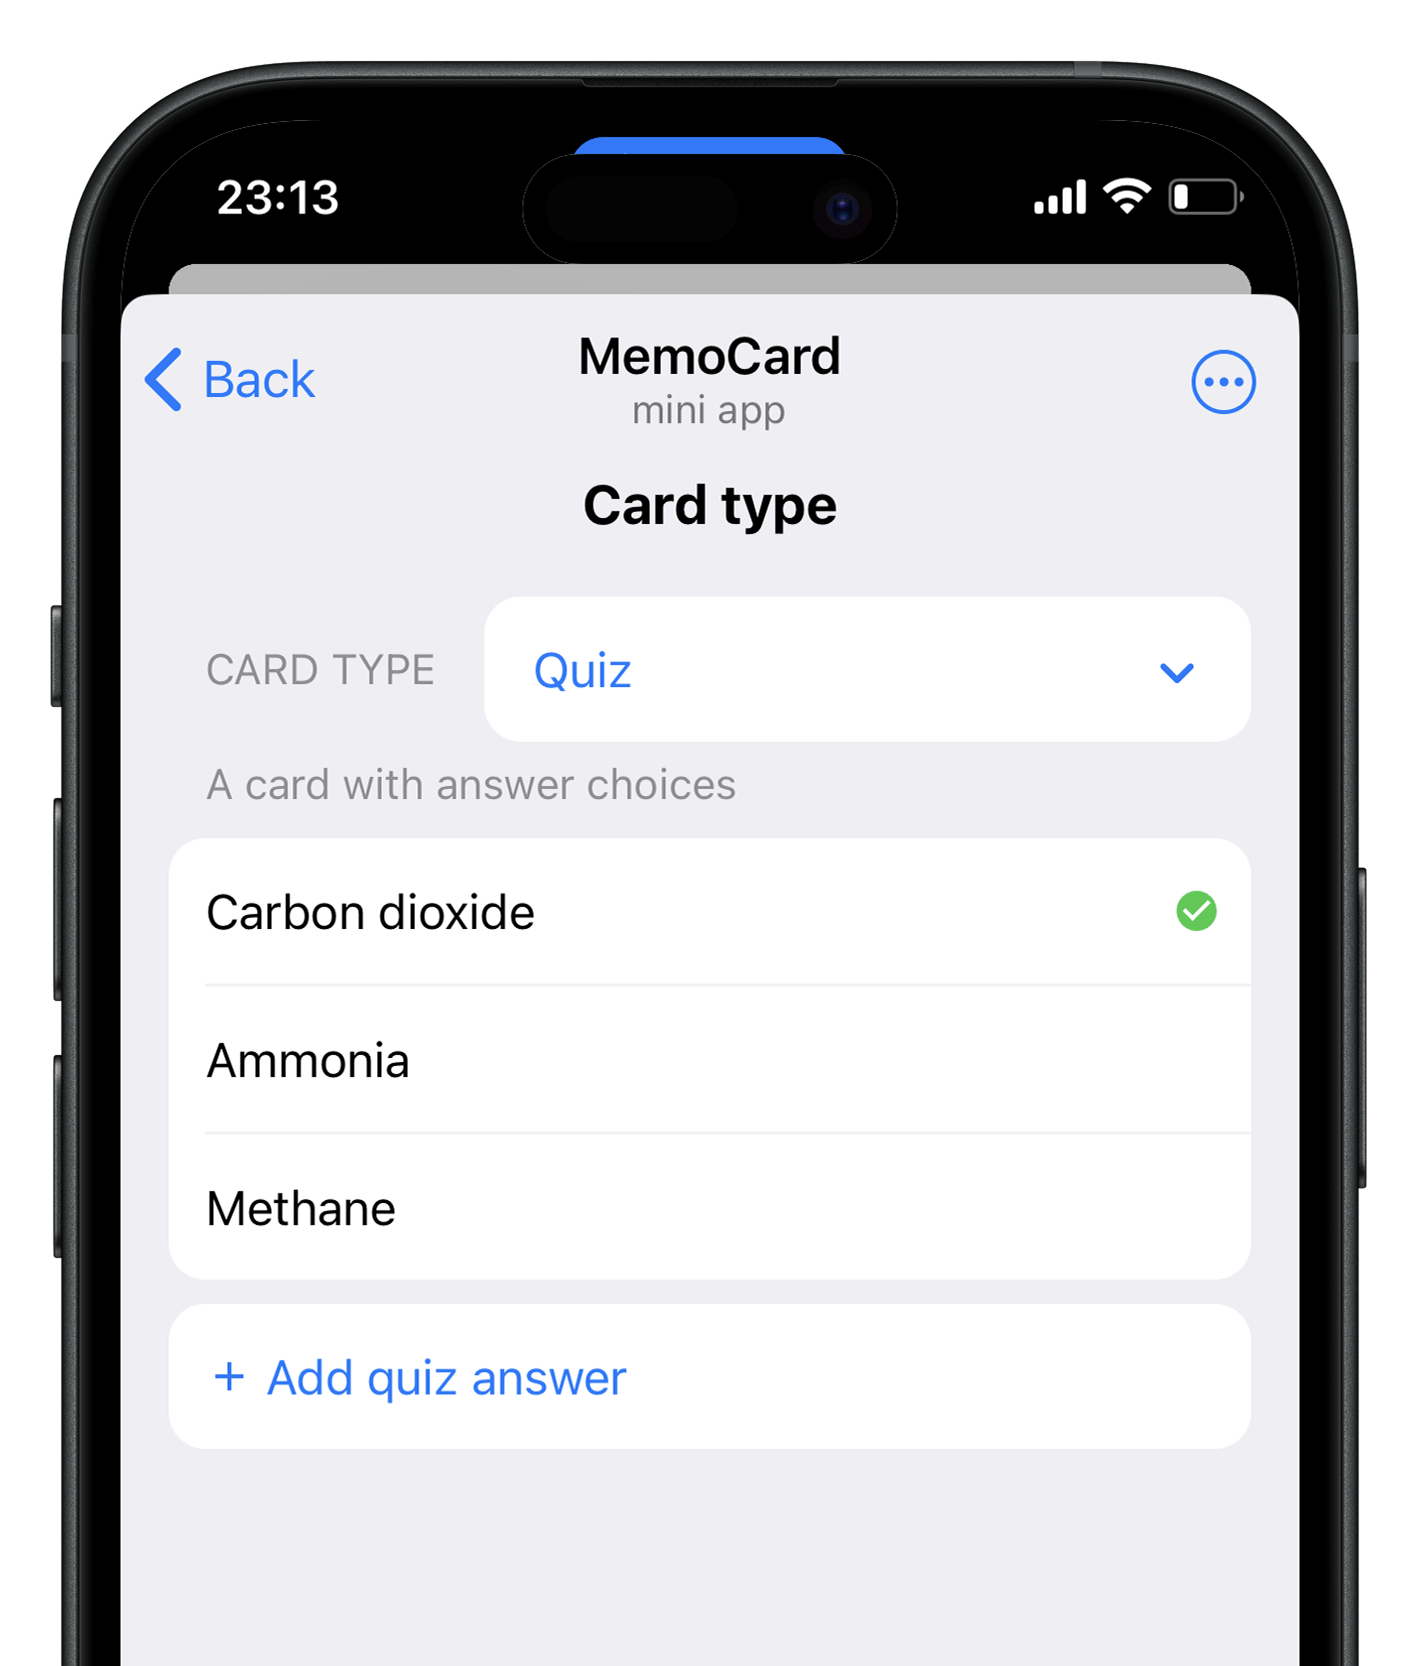 23:13
Back
MemoCard
mini app
Card type
CARD TYPE
Quiz
A card with answer choices
Carbon dioxide
Ammonia
Methane
+ Add quiz answer